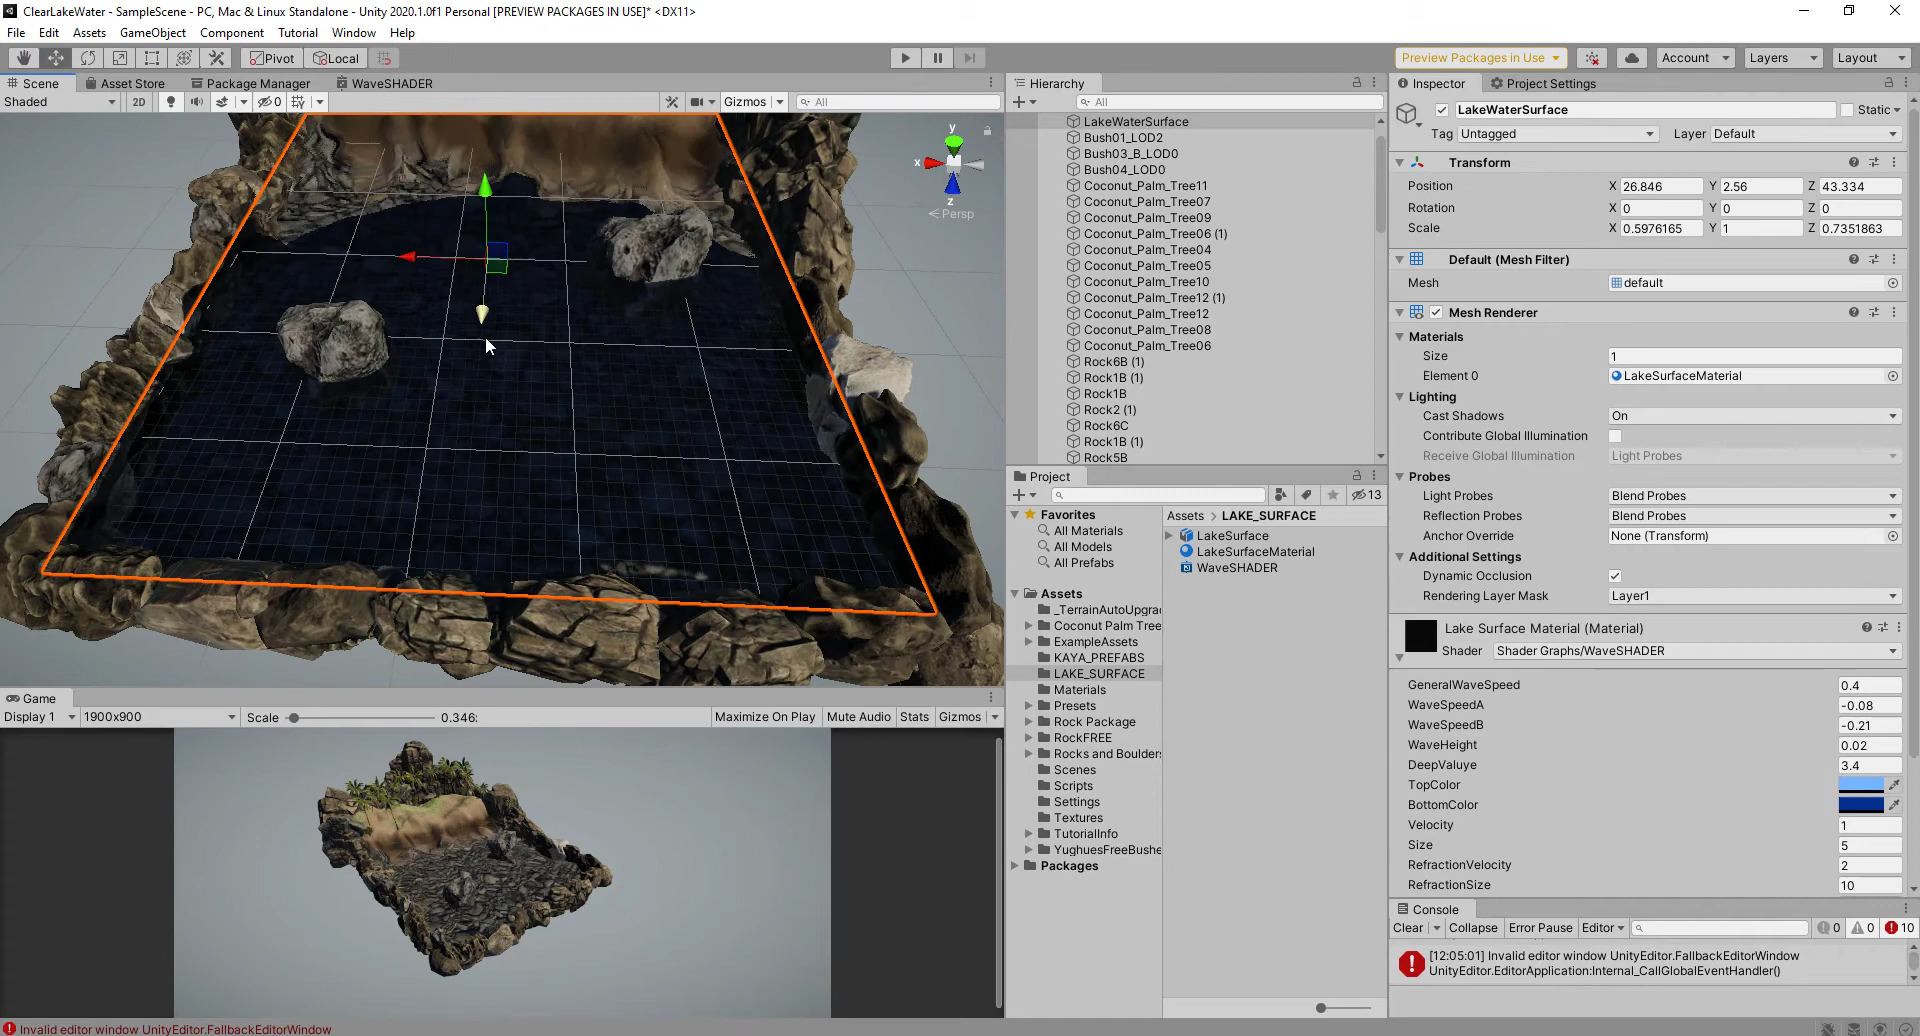 ClearLakeWater - SampleScene - PC, Mac & Linux Standalone - Unity 2020.1.0f1 Personal [PREVIEW PACKAGES IN USE]* <DX11>
File Edit Assets GameObject Component Tutorial Window Help
Pivot Local
Preview Packages in Use Account Layers Layout
Scene Asset Store Package Manager WaveSHADER
Shaded 2D 0 Gizmos All
y
x
z
Persp
Hierarchy
All
LakeWaterSurface
Bush01_LOD2
Bush03_B_LOD0
Bush04_LOD0
Coconut_Palm_Tree11
Coconut_Palm_Tree07
Coconut_Palm_Tree09
Coconut_Palm_Tree06 (1)
Coconut_Palm_Tree04
Coconut_Palm_Tree05
Coconut_Palm_Tree10
Coconut_Palm_Tree12 (1)
Coconut_Palm_Tree12
Coconut_Palm_Tree08
Coconut_Palm_Tree06
Rock6B (1)
Rock1B (1)
Rock1B
Rock2 (1)
Rock6C
Rock1B (1)
Rock5B
Project
13
Favorites
All Materials
All Models
All Prefabs
Assets
_TerrainAutoUpgra
Coconut Palm Tree
ExampleAssets
KAYA_PREFABS
LAKE_SURFACE
Materials
Presets
Rock Package
RockFREE
Rocks and Boulders
Scenes
Scripts
Settings
Textures
TutorialInfo
YughuesFreeBushe
Packages
Assets > LAKE_SURFACE
LakeSurface
LakeSurfaceMaterial
WaveSHADER
Inspector Project Settings
LakeWaterSurface Static
Tag Untagged Layer Default
Transform
Position X 26.846 Y 2.56 Z 43.334
Rotation X 0 Y 0 Z 0
Scale X 0.5976165 Y 1 Z 0.7351863
Default (Mesh Filter)
Mesh default
Mesh Renderer
Materials
Size 1
Element 0 LakeSurfaceMaterial
Lighting
Cast Shadows On
Contribute Global Illumination
Receive Global Illumination Light Probes
Probes
Light Probes Blend Probes
Reflection Probes Blend Probes
Anchor Override None (Transform)
Additional Settings
Dynamic Occlusion
Rendering Layer Mask Layer1
Lake Surface Material (Material)
Shader Shader Graphs/WaveSHADER
GeneralWaveSpeed 0.4
WaveSpeedA -0.08
WaveSpeedB -0.21
WaveHeight 0.02
DeepValuye 3.4
TopColor
BottomColor
Velocity 1
Size 5
RefractionVelocity 2
RefractionSize 10
Console
Clear Collapse Error Pause Editor 0 0 10
[12:05:01] Invalid editor window UnityEditor.FallbackEditorWindow
UnityEditor.EditorApplication:Internal_CallGlobalEventHandler()
Game
Display 1 1900x900 Scale 0.346: Maximize On Play Mute Audio Stats Gizmos
Invalid editor window UnityEditor.FallbackEditorWindow